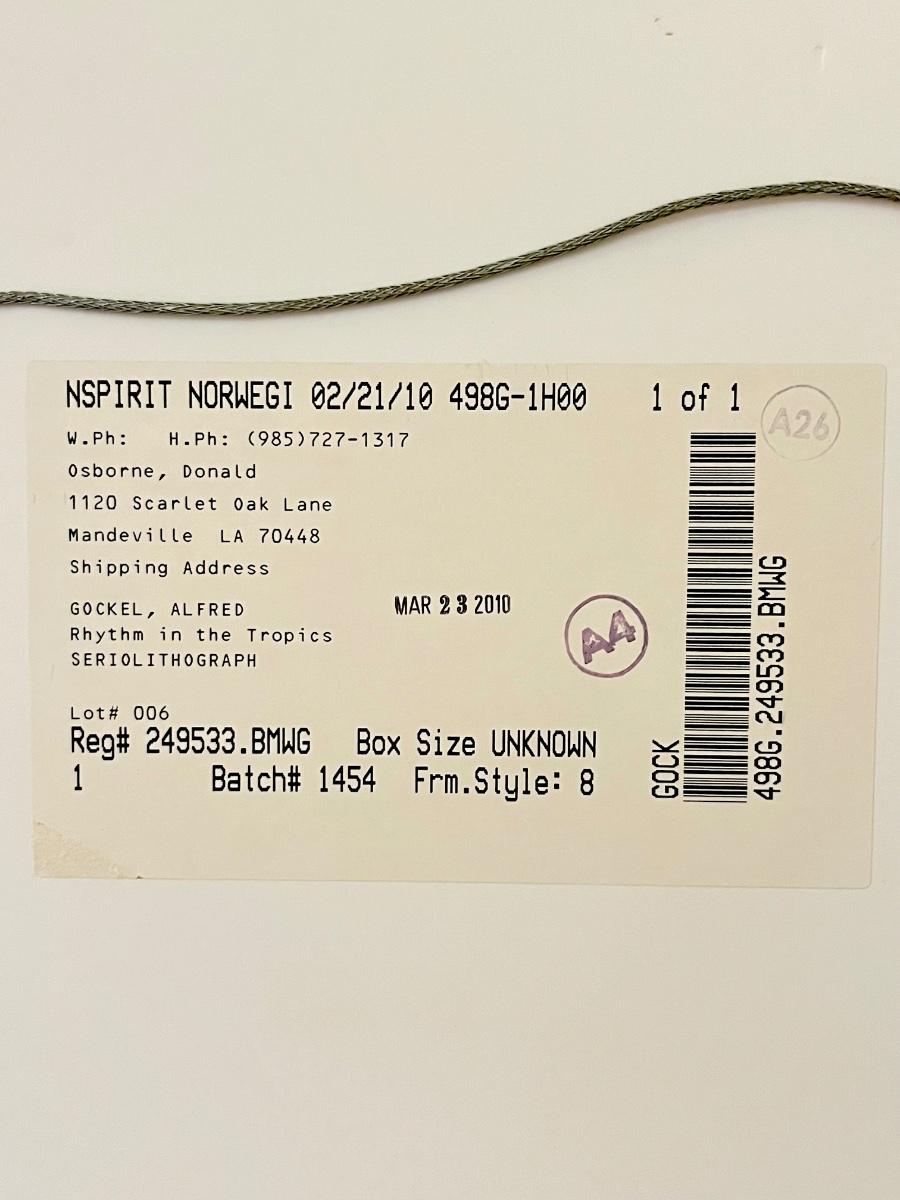 NSPIRIT NORWEGI 02/21/10 498G-1H00 1 of 1
A26
W.Ph: H.Ph: (985)727-1317
Osborne, Donald
1120 Scarlet Oak Lane
Mandeville LA 70448
Shipping Address
GOCKEL, ALFRED
MAR 23 2010
A4
Rhythm in the Tropics
SERIOLITHOGRAPH
Lot# 006
Reg# 249533.BMWG Box Size UNKNOWN
1 Batch# 1454 Frm.Style: 8
GOCK
498G.249533.BMWG